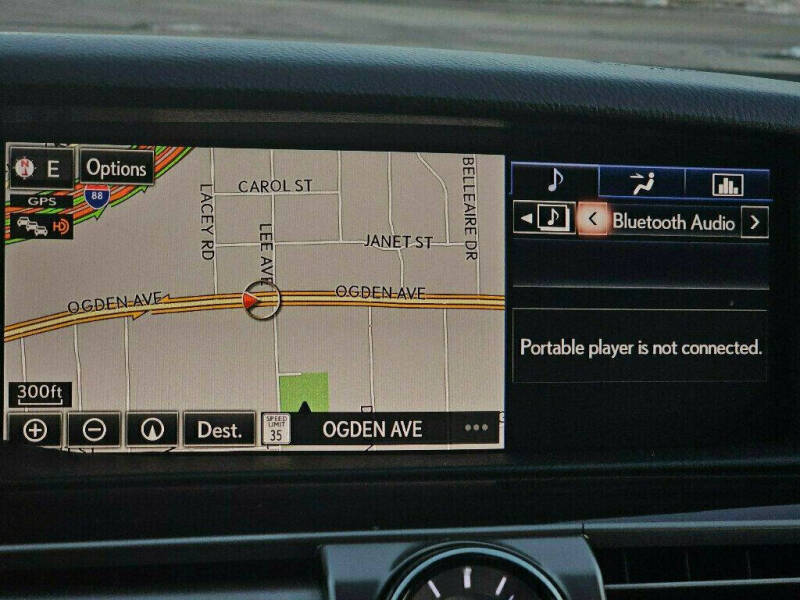 N E
Options
GPS
HD
88
LACEY RD
CAROL ST
LEE AVE
BELLEAIRE DR
JANET ST
OGDEN AVE
OGDEN AVE
300ft
Dest.
SPEED
LIMIT
35
OGDEN AVE
Bluetooth Audio
Portable player is not connected.